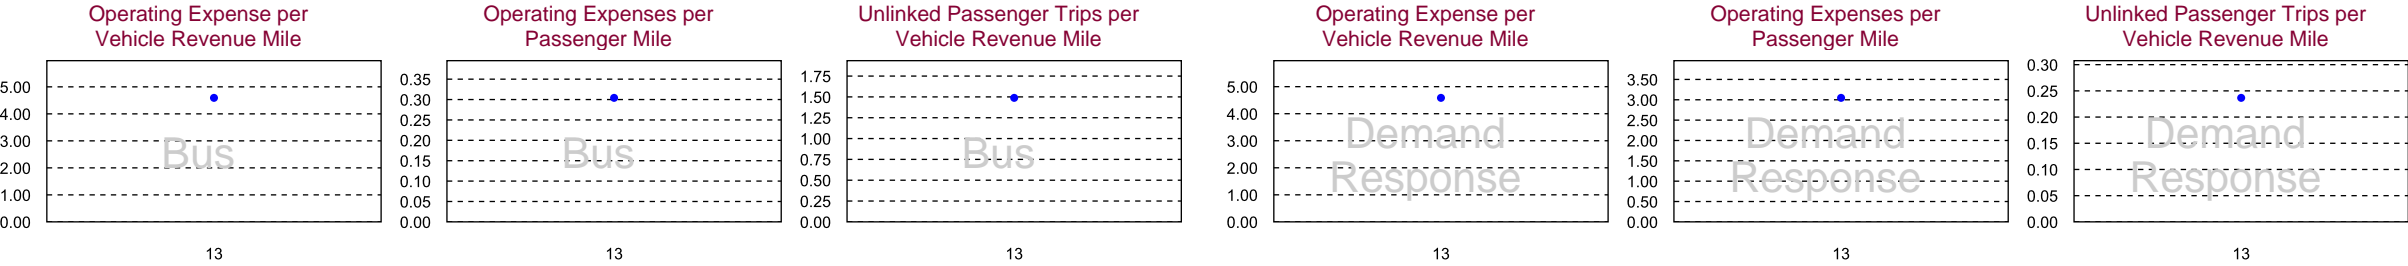 Operating Expense per
Vehicle Revenue Mile
5.00
4.00
3.00
2.00
1.00
0.00
Bus
13
Operating Expenses per
Passenger Mile
0.35
0.30
0.25
0.20
0.15
0.10
0.05
0.00
Bus
13
Unlinked Passenger Trips per
Vehicle Revenue Mile
1.75
1.50
1.25
1.00
0.75
0.50
0.25
0.00
Bus
13
Operating Expense per
Vehicle Revenue Mile
5.00
4.00
3.00
2.00
1.00
0.00
Demand
Response
13
Operating Expenses per
Passenger Mile
3.50
3.00
2.50
2.00
1.50
1.00
0.50
0.00
Demand
Response
13
Unlinked Passenger Trips per
Vehicle Revenue Mile
0.30
0.25
0.20
0.15
0.10
0.05
0.00
Demand
Response
13